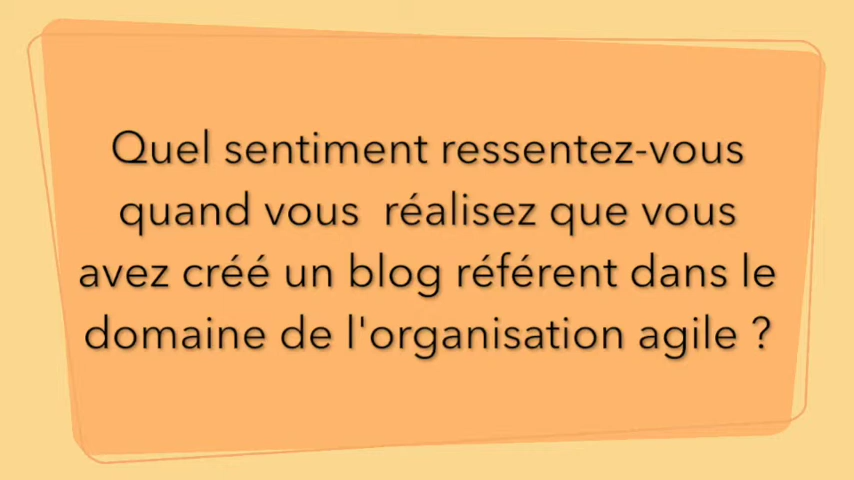 Quel sentiment ressentez-vous
quand vous  réalisez que vous
avez créé un blog référent dans le
domaine de l'organisation agile ?